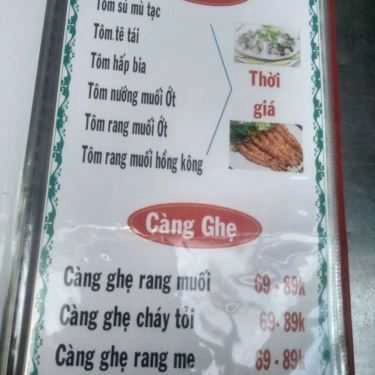 Tôm sú mù tạc
Tôm tê tái
Tôm hấp bia
Tôm nướng muối Ớt
Tôm rang muối Ớt
Tôm rang muối hồng kông
Thời
giá
Càng Ghẹ
Càng ghẹ rang muối 69 - 89k
Càng ghẹ cháy tỏi 69 - 89k
Càng ghẹ rang me 69 - 89k